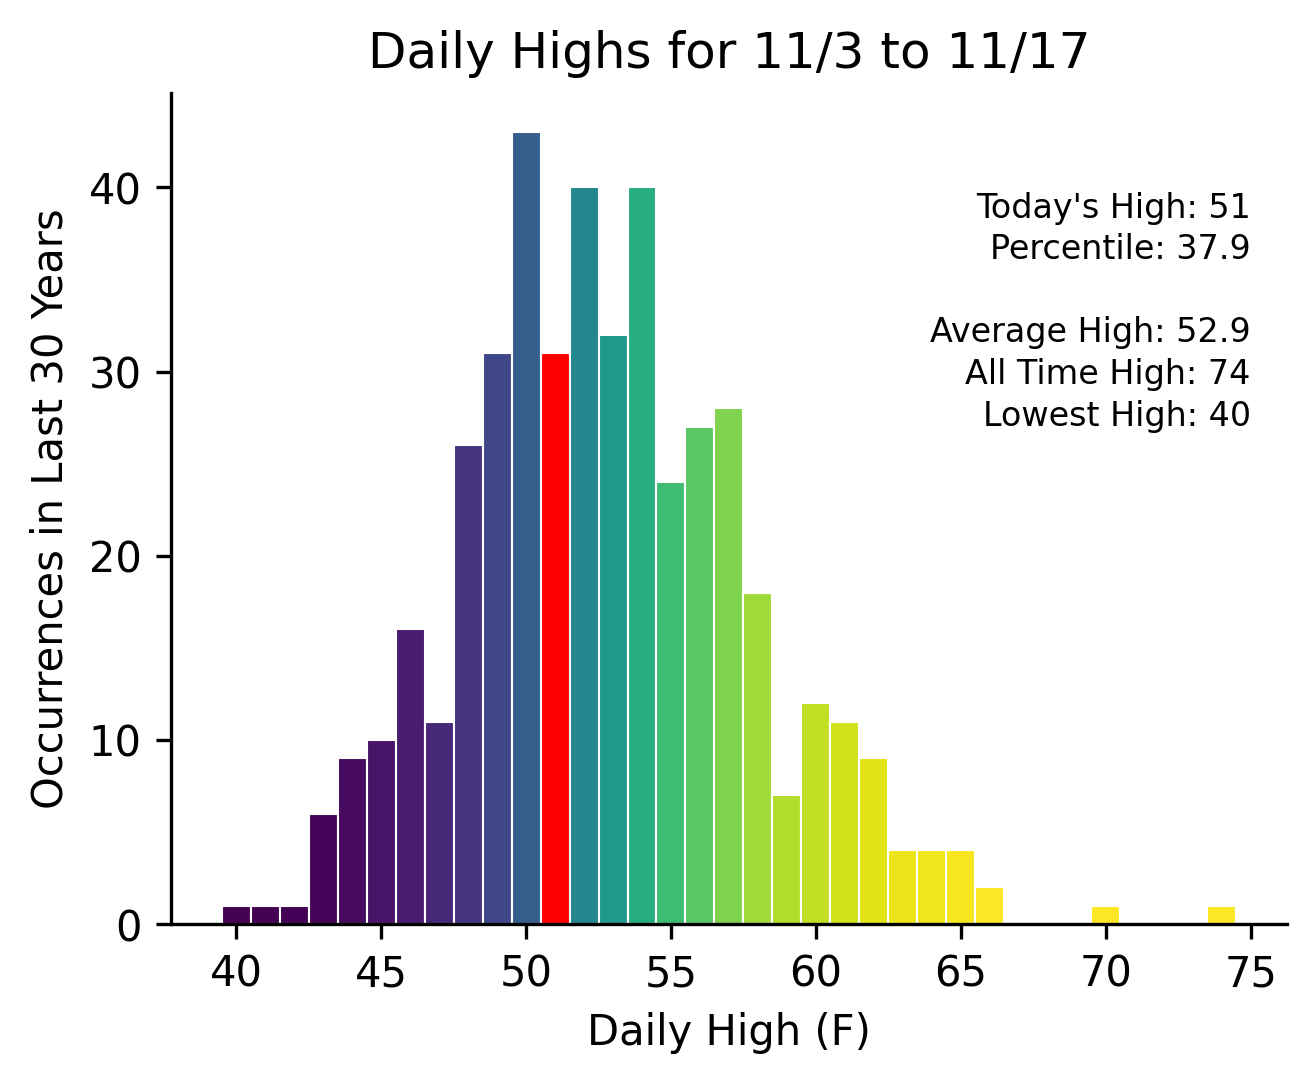 Daily Highs for 11/3 to 11/17
Today's High: 51
Percentile: 37.9
Average High: 52.9
All Time High: 74
Lowest High: 40
Occurrences in Last 30 Years
40
30
20
10
0
40 45 50 55 60 65 70 75
Daily High (F)